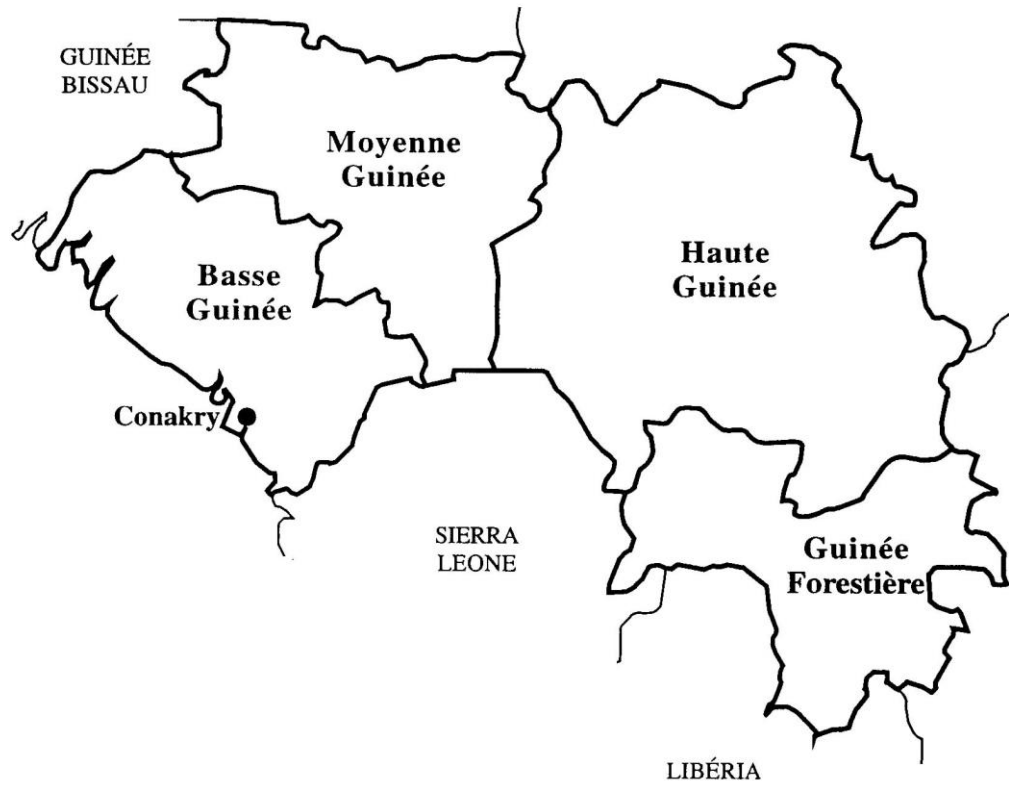 GUINÉE
BISSAU
Moyenne
Guinée
Basse
Guinée
Haute
Guinée
Conakry
SIERRA
LEONE
Guinée
Forestière
LIBÉRIA